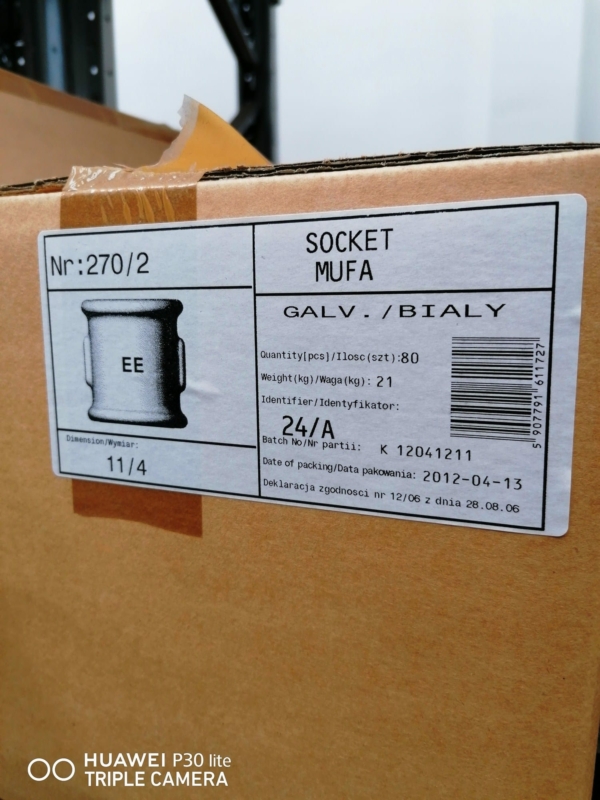 Nr:270/2
SOCKET
MUFA
EE
GALV./BIALY
Quantity[pcs]/Ilosc(szt):80
Weight(kg)/Waga(kg): 21
Identifier/Identyfikator:
24/A
Batch No/Nr partii: K 12041211
Date of packing/Data pakowania: 2012-04-13
Deklaracja zgodnosci nr 12/06 z dnia 28.08.06
5 907791 611727
Dimension/Wymiar:
11/4
HUAWEI P30 lite
TRIPLE CAMERA